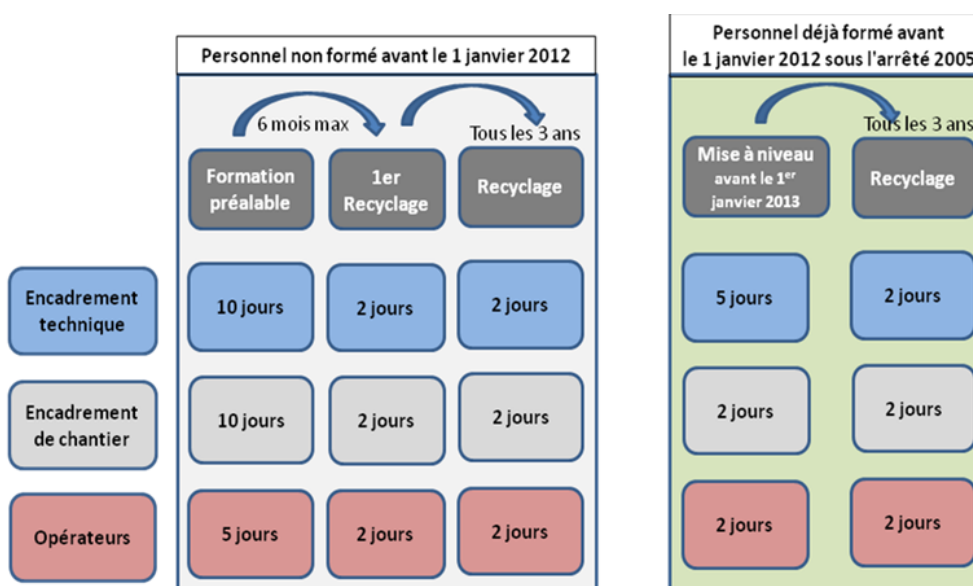 Personnel non formé avant le 1 janvier 2012
6 mois max
Tous les 3 ans
Formation
préalable
1er
Recyclage
Recyclage
Personnel déjà formé avant
le 1 janvier 2012 sous l'arrêté 2005
Tous les 3 ans
Mise à niveau
avant le 1er
janvier 2013
Recyclage
Encadrement
technique
10 jours
2 jours
2 jours
5 jours
2 jours
Encadrement
de chantier
10 jours
2 jours
2 jours
2 jours
2 jours
Opérateurs
5 jours
2 jours
2 jours
2 jours
2 jours